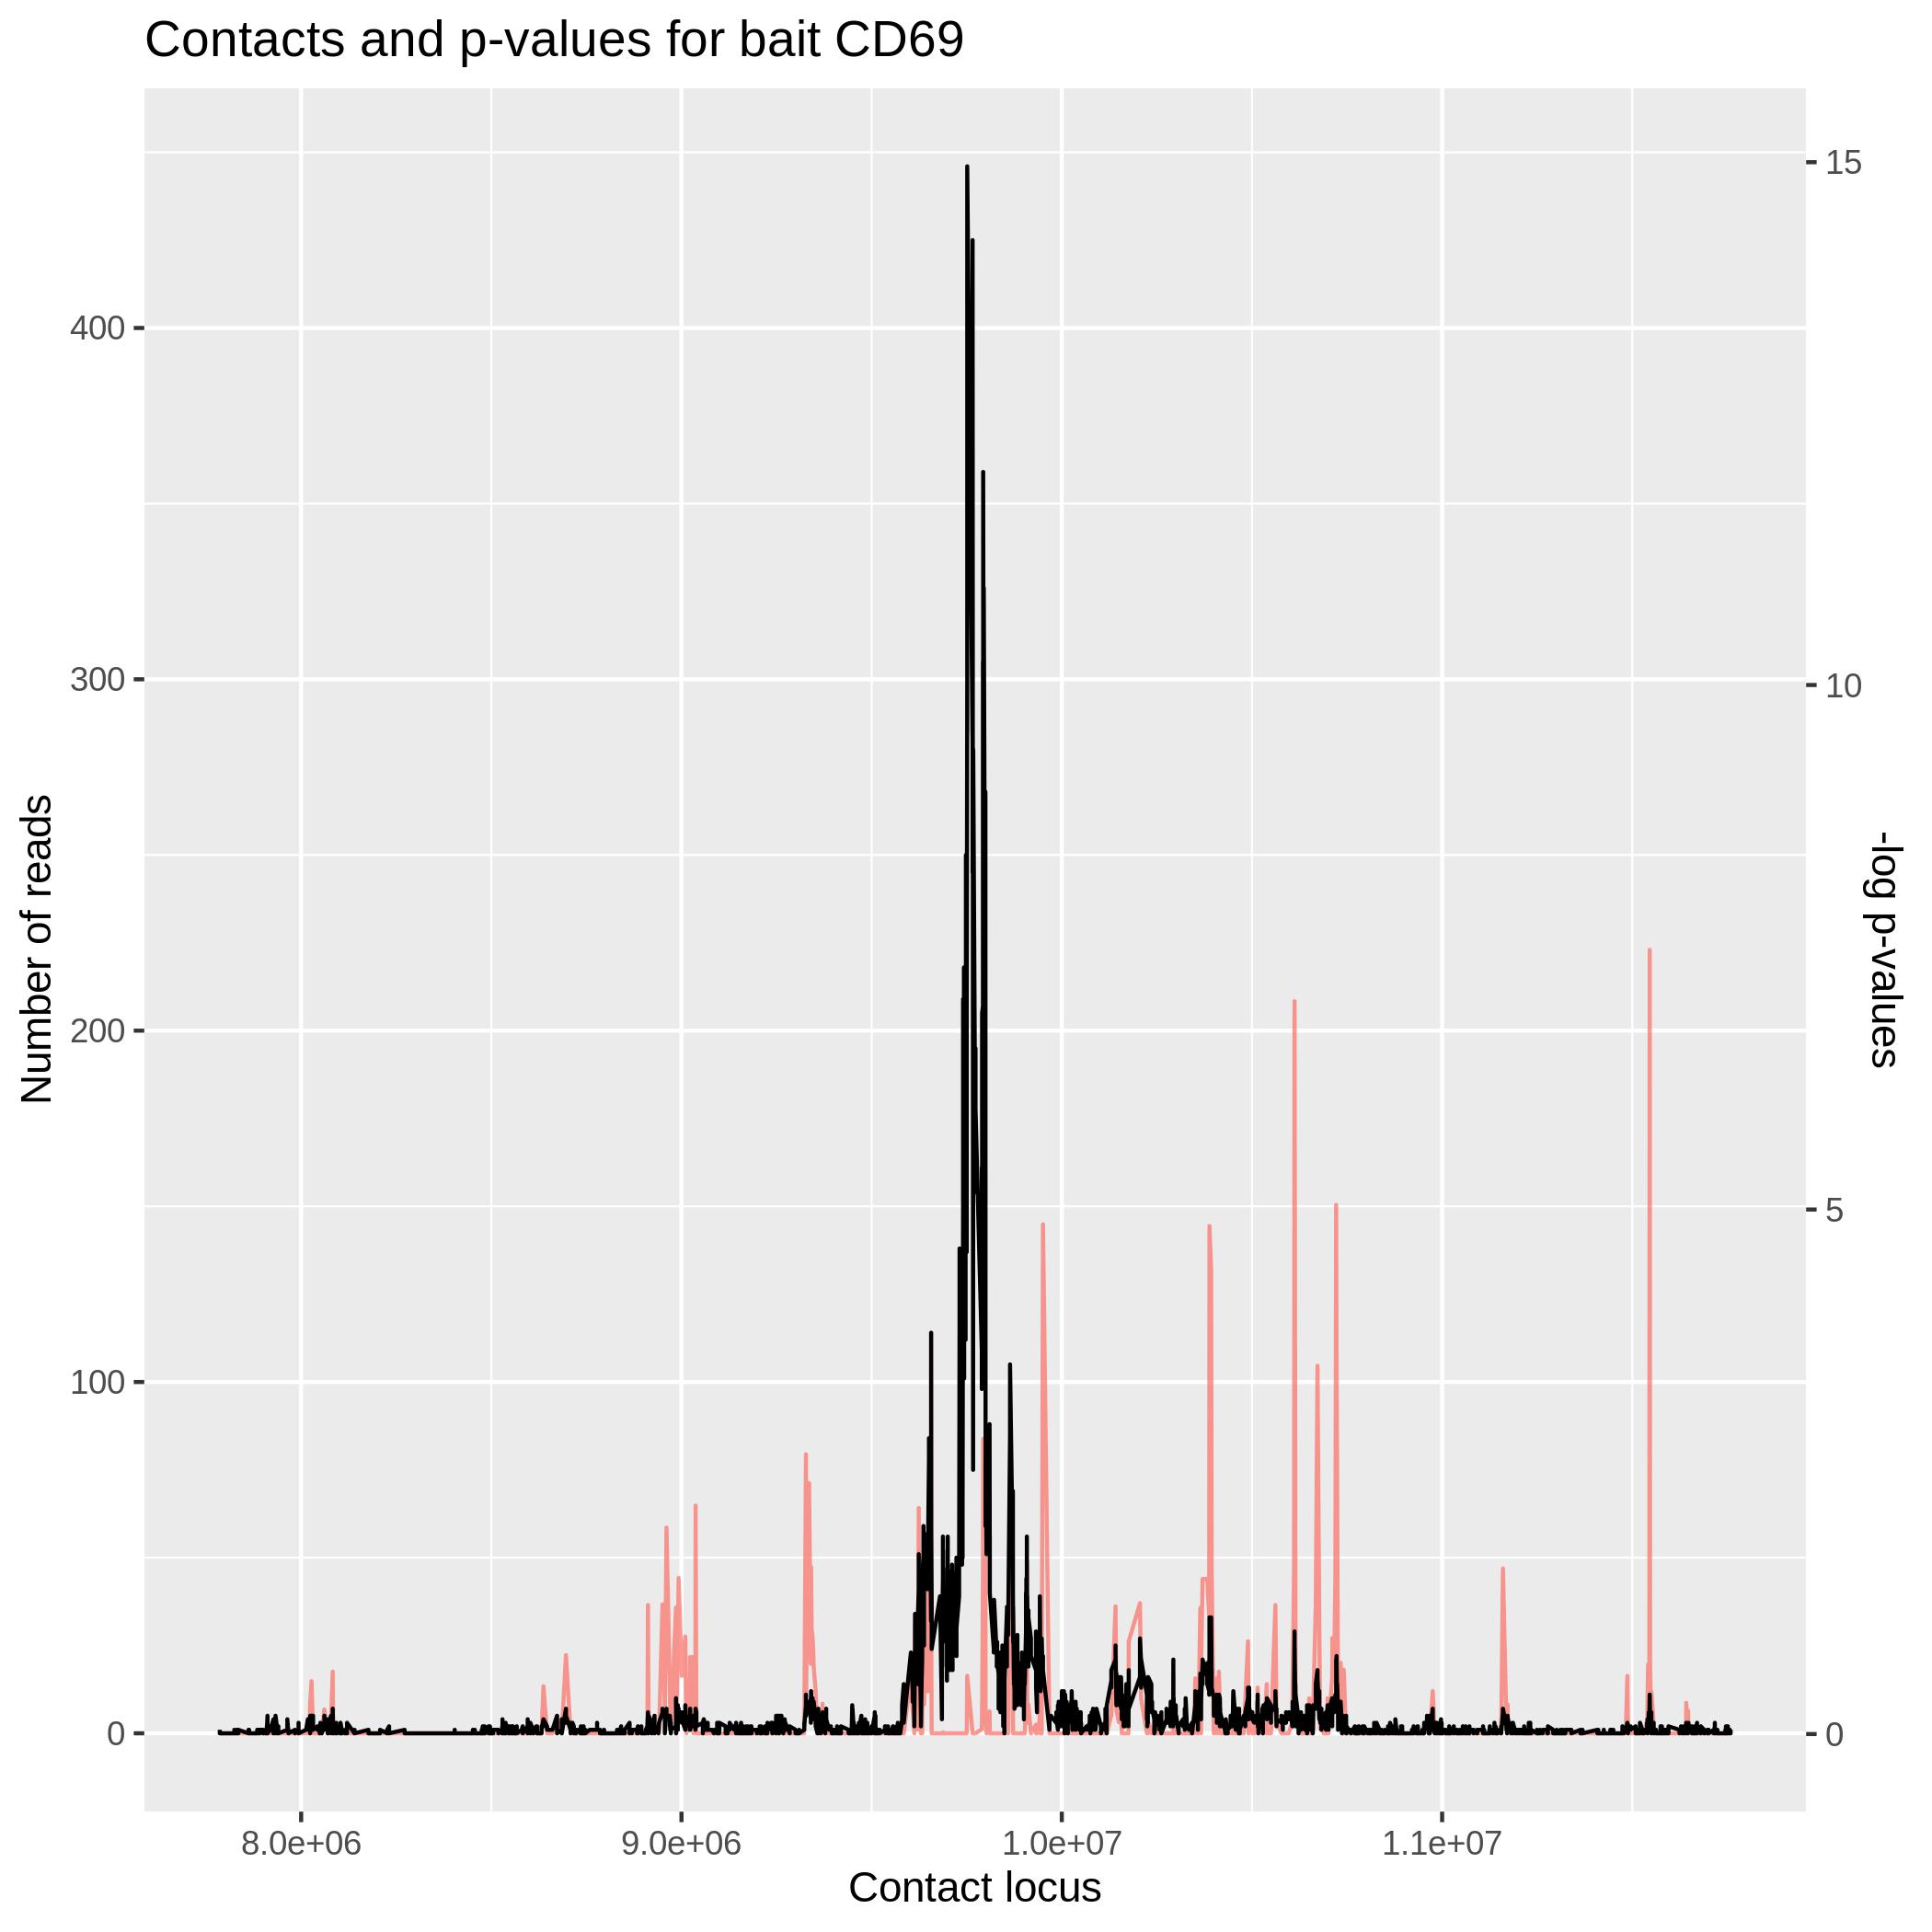 Contacts and p-values for bait CD69
Number of reads
400
300
200
100
0
15
10
5
0
-log p-values
8.0e+06
9.0e+06
1.0e+07
1.1e+07
Contact locus